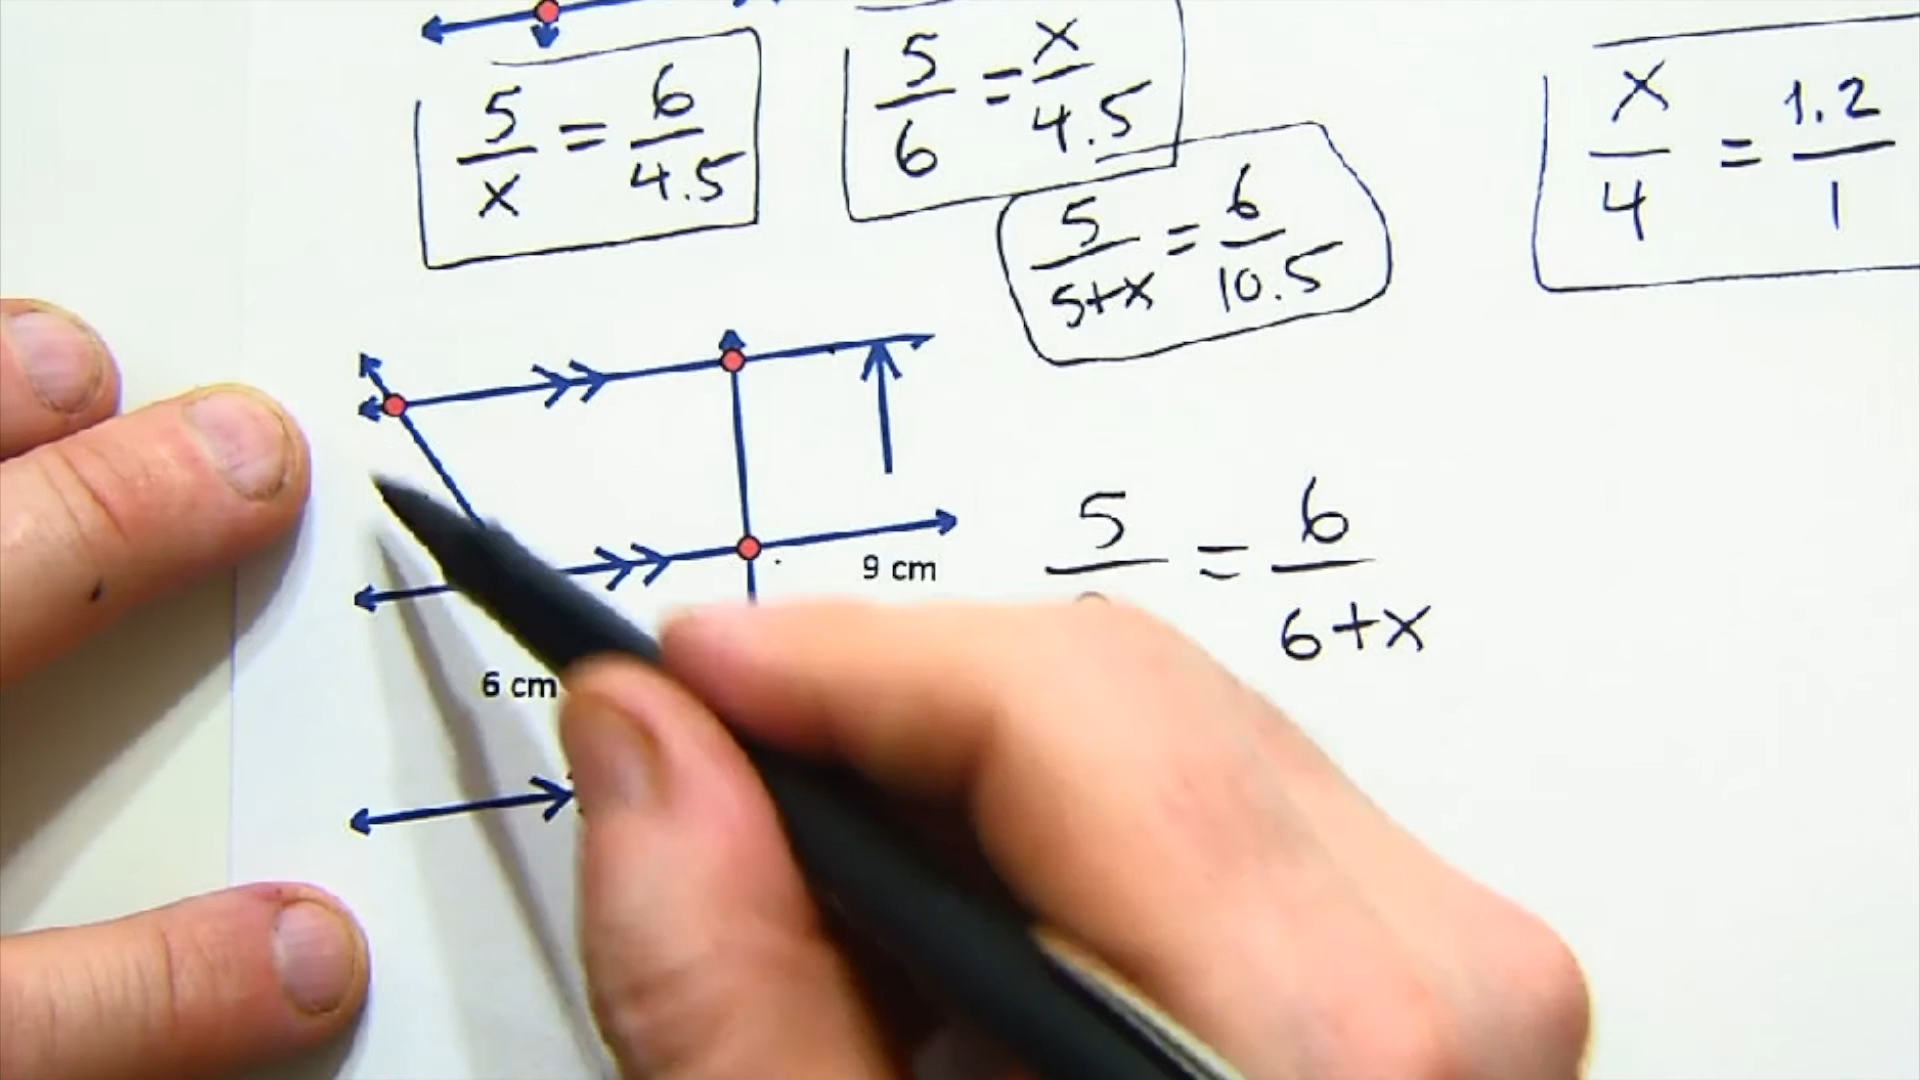 5/x = 6/4.5
5/6 = x/4.5
5/5+x = 6/10.5
x/4 = 1.2/1
9 cm
5/ = 6/6+x
6 cm